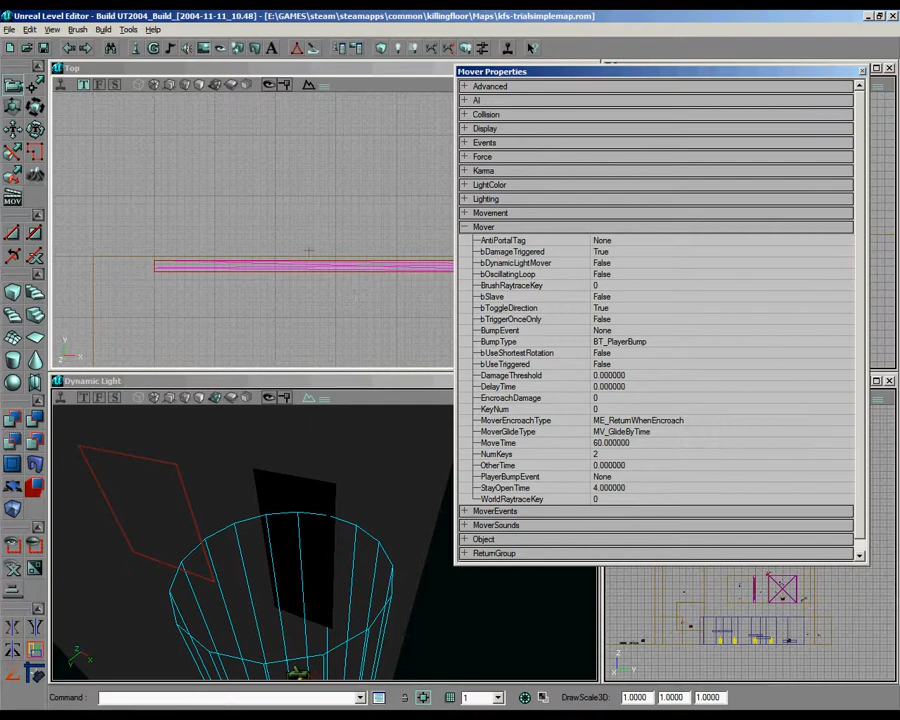 Unreal Level Editor - Build UT2004_Build_[2004-11-11_10.48] - [E:\GAMES\steam\steamapps\common\killingfloor\Maps\kfs-trialsimplemap.rom]
File Edit View Brush Build Tools Help
Top
T F S
Mover Properties
Advanced
AI
Collision
Display
Events
Force
Karma
LightColor
Lighting
Movement
Mover
AntiPortalTag None
bDamageTriggered True
bDynamicLightMover False
bOscillatingLoop False
BrushRaytraceKey 0
bSlave False
bToggleDirection True
bTriggerOnceOnly False
BumpEvent None
BumpType BT_PlayerBump
bUseShortestRotation False
bUseTriggered False
DamageThreshold 0.000000
DelayTime 0.000000
EncroachDamage 0
KeyNum 0
MoverEncroachType ME_ReturnWhenEncroach
MoverGlideType MV_GlideByTime
MoveTime 60.000000
NumKeys 2
OtherTime 0.000000
PlayerBumpEvent None
StayOpenTime 4.000000
WorldRaytraceKey 0
MoverEvents
MoverSounds
Object
ReturnGroup
MOV
Dynamic Light
T F S
Command : 1 DrawScale3D: 1.0000 1.0000 1.0000